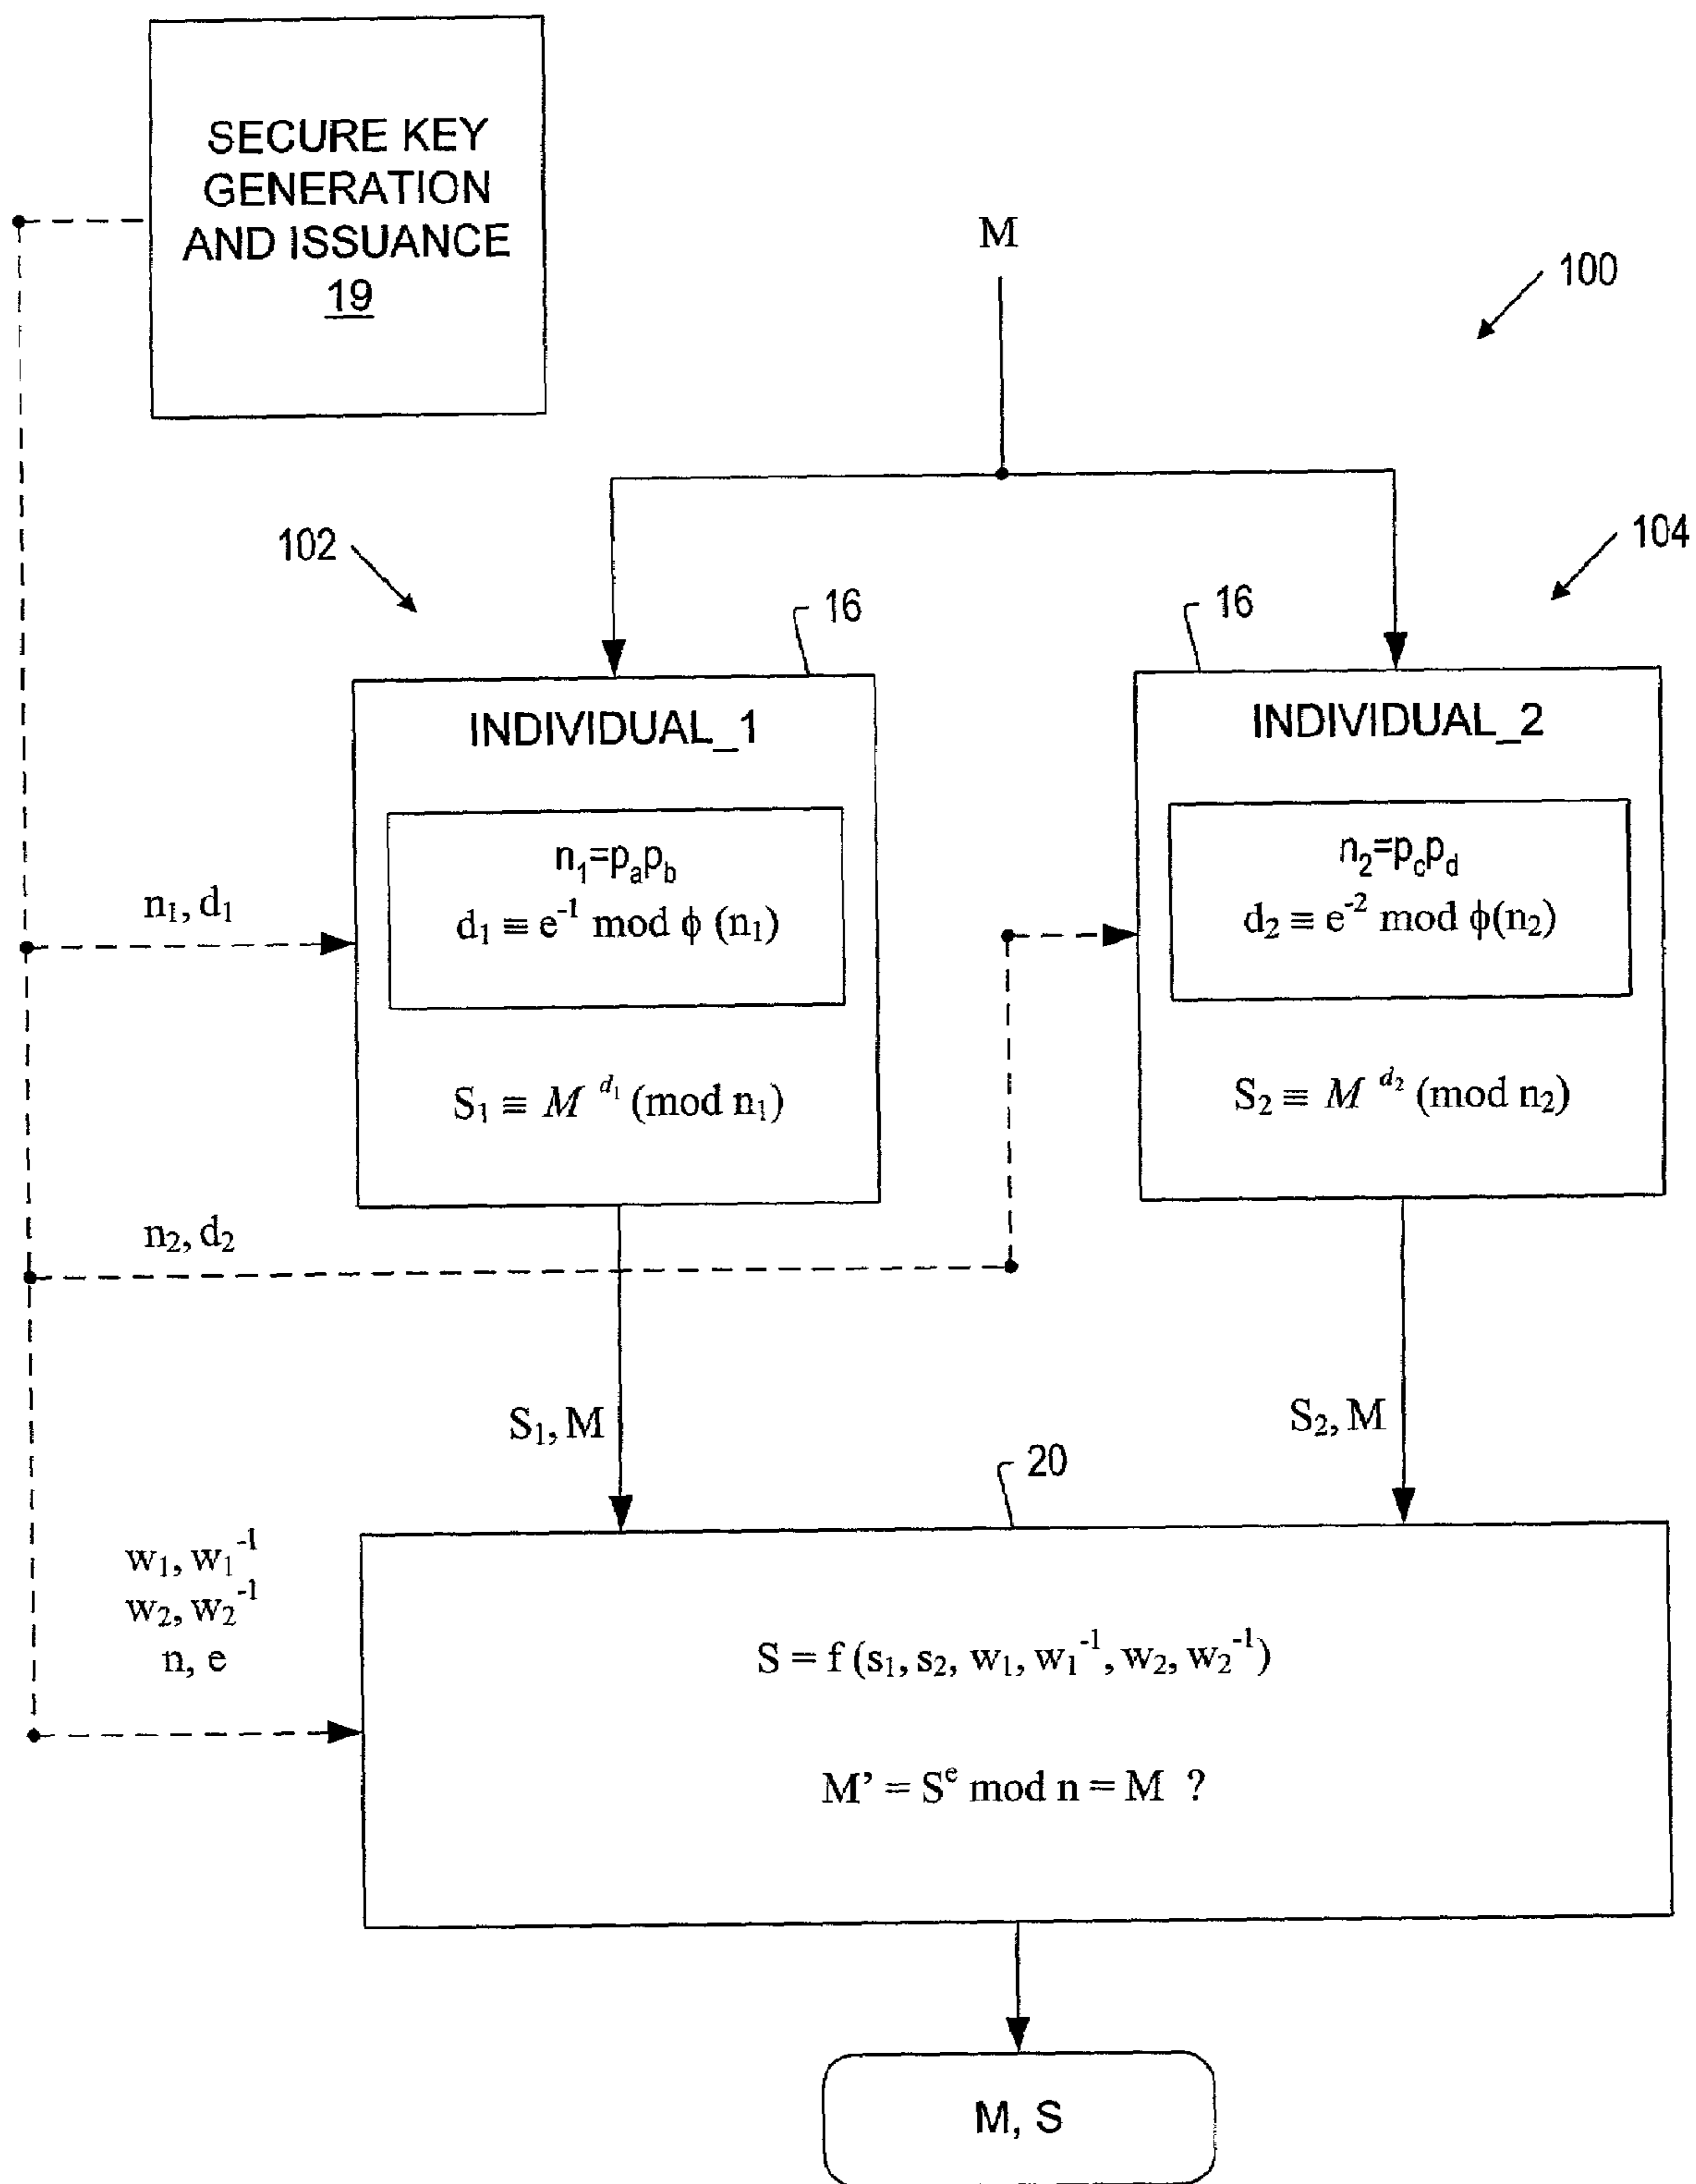 SECURE KEY
GENERATION
AND ISSUANCE
19
M
100
102
104
16
16
INDIVIDUAL_1
n₁=pₐp_b
d₁ ≡ e⁻¹ mod ϕ (n₁)
S₁ ≡ M ^d₁ (mod n₁)
INDIVIDUAL_2
n₂=p_cp_d
d₂ ≡ e⁻² mod ϕ(n₂)
S₂ ≡ M ^d₂ (mod n₂)
n₁, d₁
n₂, d₂
S₁, M
S₂, M
20
w₁, w₁⁻¹
w₂, w₂⁻¹
n, e
S = f (s₁, s₂, w₁, w₁⁻¹, w₂, w₂⁻¹)
M’ = Sᵉ mod n = M ?
M, S